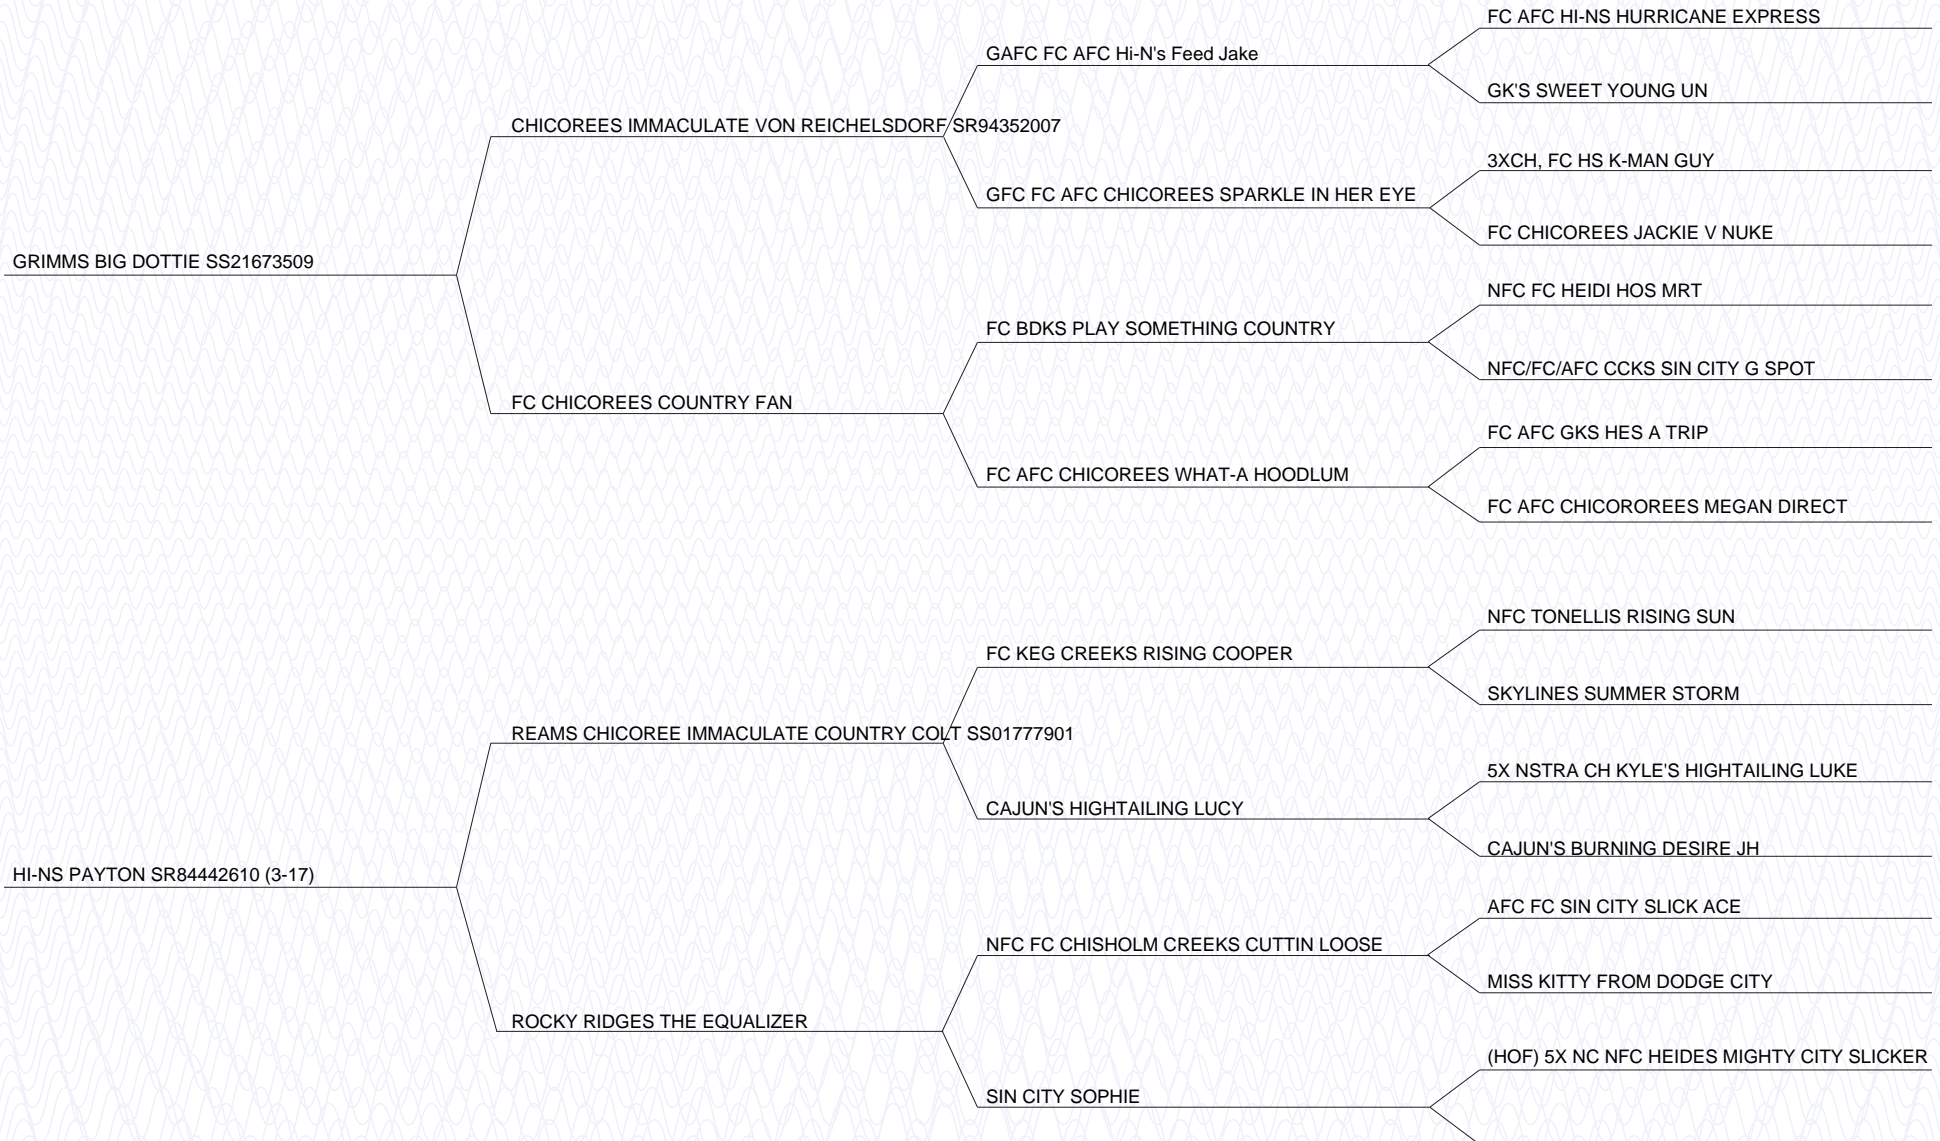 FC AFC HI-NS HURRICANE EXPRESS
GAFC FC AFC Hi-N's Feed Jake
GK'S SWEET YOUNG UN
CHICOREES IMMACULATE VON REICHELSDORF SR94352007
3XCH, FC HS K-MAN GUY
GFC FC AFC CHICOREES SPARKLE IN HER EYE
FC CHICOREES JACKIE V NUKE
GRIMMS BIG DOTTIE SS21673509
NFC FC HEIDI HOS MRT
FC BDKS PLAY SOMETHING COUNTRY
NFC/FC/AFC CCKS SIN CITY G SPOT
FC CHICOREES COUNTRY FAN
FC AFC GKS HES A TRIP
FC AFC CHICOREES WHAT-A HOODLUM
FC AFC CHICOROREES MEGAN DIRECT
NFC TONELLIS RISING SUN
FC KEG CREEKS RISING COOPER
SKYLINES SUMMER STORM
REAMS CHICOREE IMMACULATE COUNTRY COLT SS01777901
5X NSTRA CH KYLE'S HIGHTAILING LUKE
CAJUN'S HIGHTAILING LUCY
CAJUN'S BURNING DESIRE JH
HI-NS PAYTON SR84442610 (3-17)
AFC FC SIN CITY SLICK ACE
NFC FC CHISHOLM CREEKS CUTTIN LOOSE
MISS KITTY FROM DODGE CITY
ROCKY RIDGES THE EQUALIZER
(HOF) 5X NC NFC HEIDES MIGHTY CITY SLICKER
SIN CITY SOPHIE